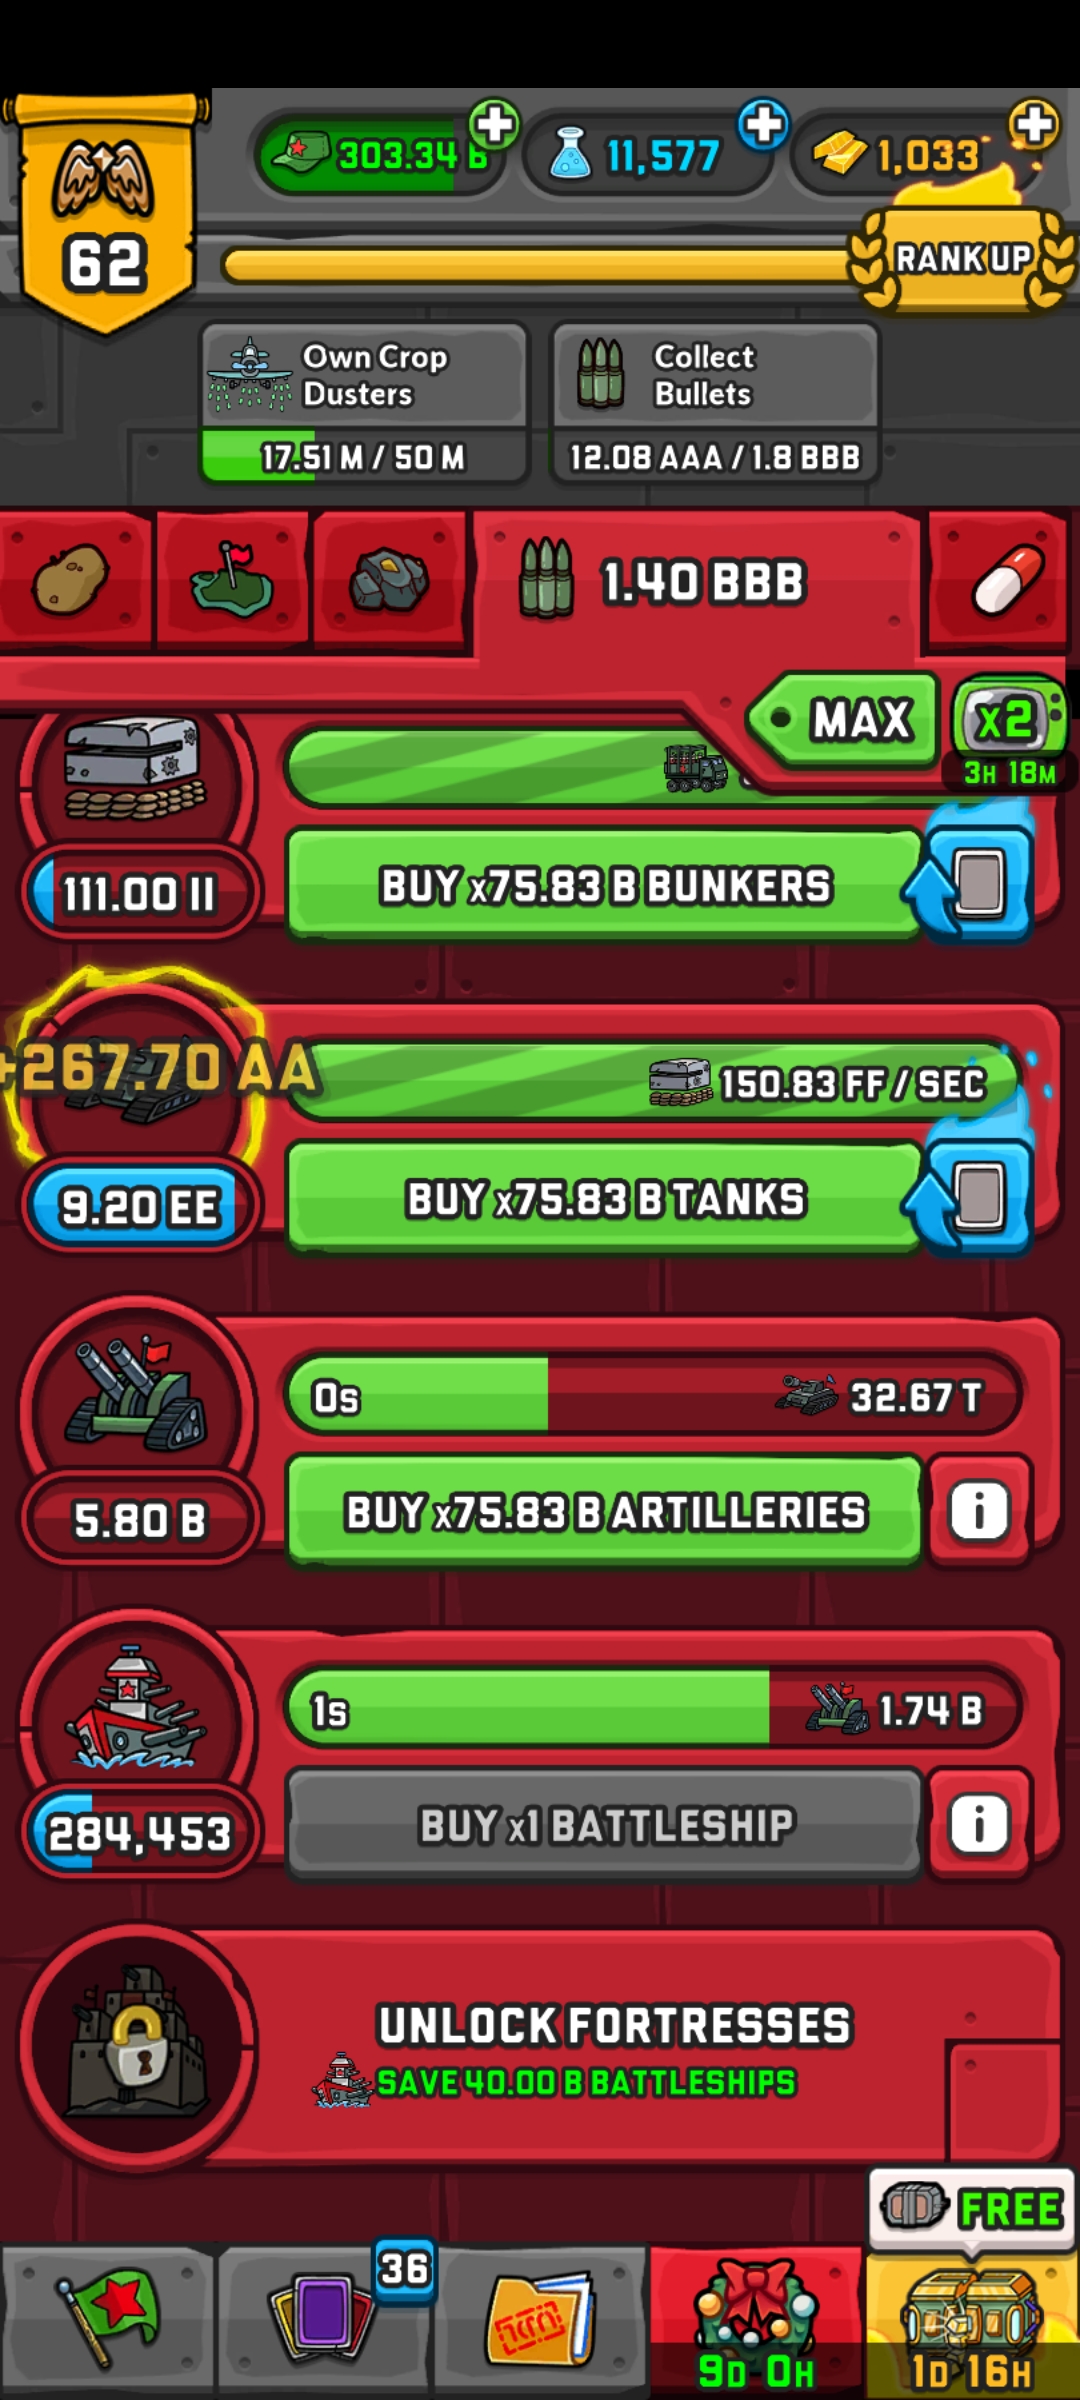 303.34 B
11,577
1,033
62
RANK UP
Own Crop
Dusters
17.51 M / 50 M
Collect
Bullets
12.08 AAA / 1.8 BBB
1.40 BBB
MAX
x2
3H 18M
BUY x75.83 B BUNKERS
111.00 II
+267.70 AA
150.83 FF / SEC
BUY x75.83 B TANKS
9.20 EE
0s
32.67 T
BUY x75.83 B ARTILLERIES
i
5.80 B
1s
1.74 B
BUY x1 BATTLESHIP
i
284,453
UNLOCK FORTRESSES
SAVE 40.00 B BATTLESHIPS
FREE
36
9D 0H
1D 16H